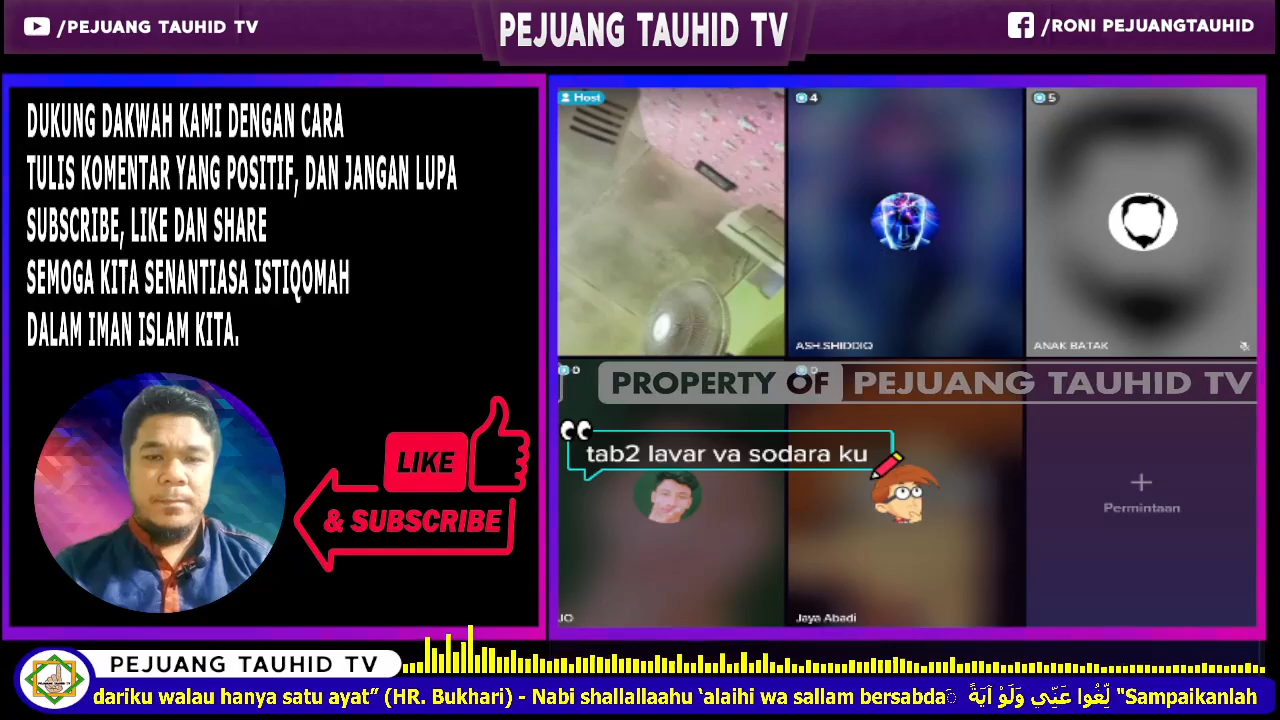 /PEJUANG TAUHID TV
PEJUANG TAUHID TV
/RONI PEJUANGTAUHID
DUKUNG DAKWAH KAMI DENGAN CARA
TULIS KOMENTAR YANG POSITIF, DAN JANGAN LUPA
SUBSCRIBE, LIKE DAN SHARE
SEMOGA KITA SENANTIASA ISTIQOMAH
DALAM IMAN ISLAM KITA.
LIKE
& SUBSCRIBE
Host
4
5
ASH.SHIDDIQ
ANAK BATAK
0
0
PROPERTY OF PEJUANG TAUHID TV
tab2 lavar va sodara ku
Permintaan
JO
Jaya Abadi
PEJUANG TAUHID TV
dariku walau hanya satu ayat” (HR. Bukhari) - Nabi shallallaahu ‘alaihi wa sallam bersabda لِّغُوا عَنِّي وَلَوْ آيَةً "Sampaikanlah